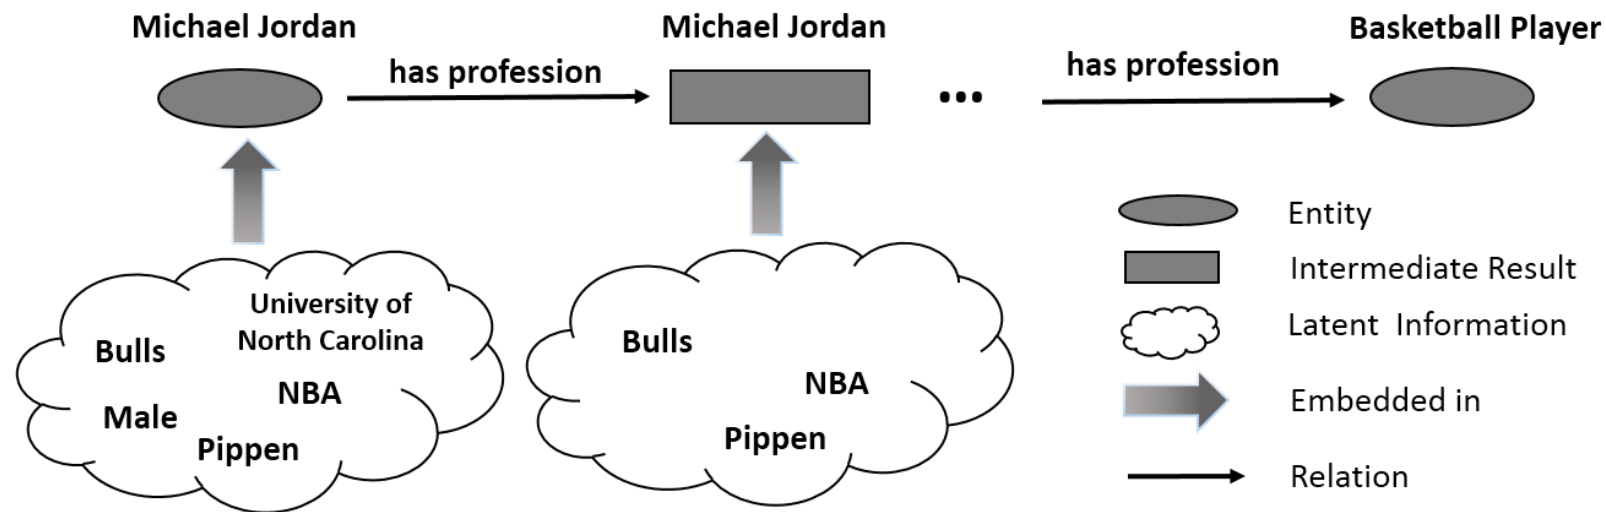 Michael Jordan
has profession
Michael Jordan
...
has profession
Basketball Player
University of
North Carolina
Bulls
NBA
Male
Pippen
Bulls
NBA
Pippen
Entity
Intermediate Result
Latent Information
Embedded in
Relation